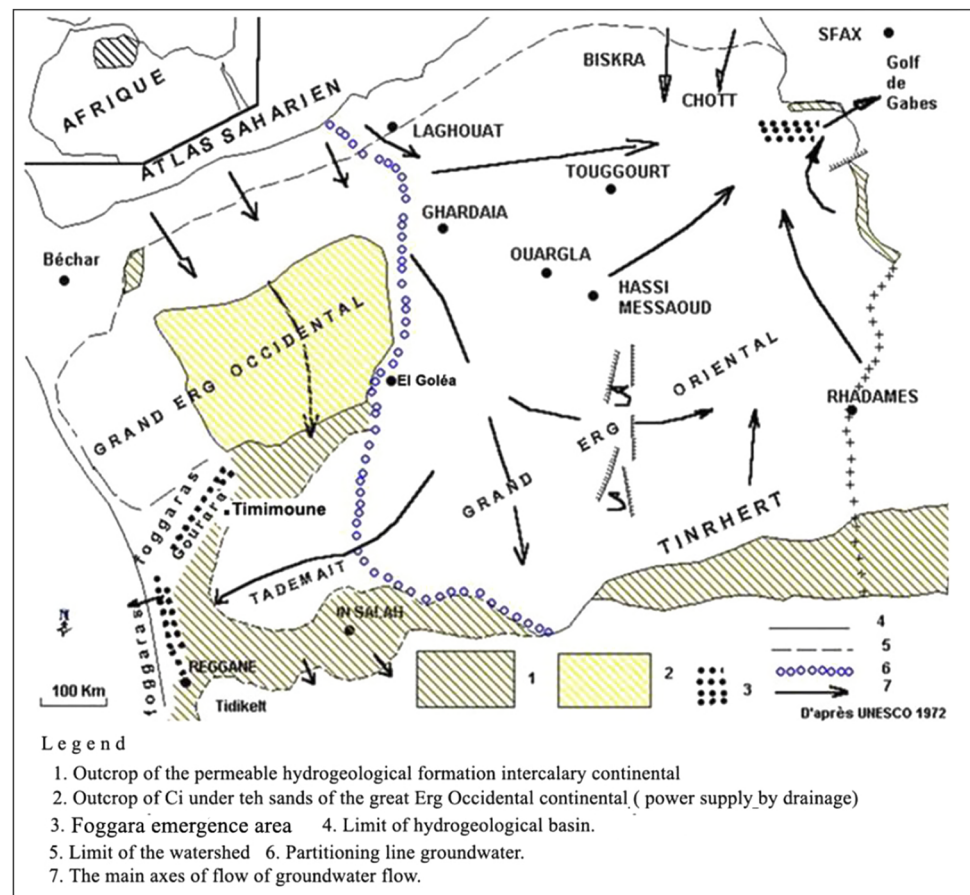 AFRIQUE
ATLAS SAHARIEN
BISKRA
SFAX
Golf
de
Gabes
CHOTT
LAGHOUAT
TOUGGOURT
GHARDAIA
Béchar
OUARGLA
HASSI
MESSAOUD
GRAND ERG OCCIDENTAL
El Goléa
ORIENTAL
ERG
GRAND
RHADAMES
foggaras
Gourara
Timimoune
TINRHERT
TADEMAIT
IN SALAH
N
foggaras
REGGANE
100 Km
Tidikelt
1
2
3
4
5
6
7
D'après UNESCO 1972
Legend
1. Outcrop of the permeable hydrogeological formation intercalary continental
2. Outcrop of Ci under teh sands of the great Erg Occidental continental ( power supply by drainage)
3. Foggara emergence area 4. Limit of hydrogeological basin.
5. Limit of the watershed 6. Partitioning line groundwater.
7. The main axes of flow of groundwater flow.